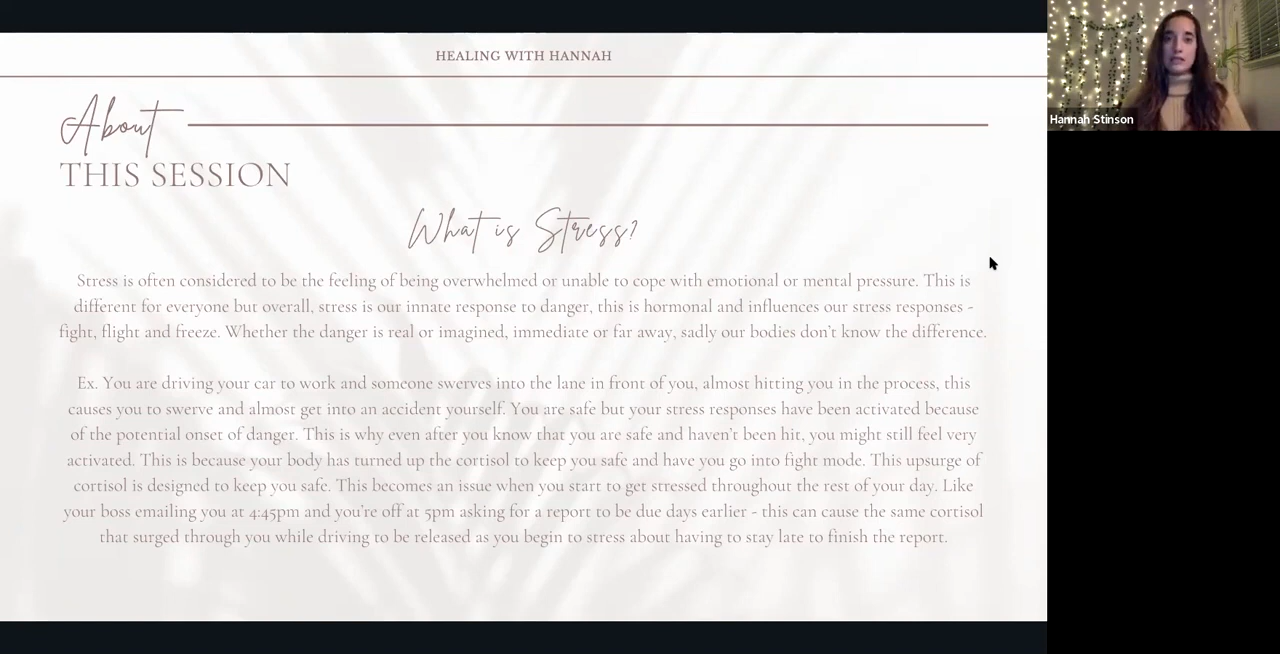 HEALING WITH HANNAH
Hannah Stinson
About
THIS SESSION
What is Stress?
Stress is often considered to be the feeling of being overwhelmed or unable to cope with emotional or mental pressure. This is
different for everyone but overall, stress is our innate response to danger, this is hormonal and influences our stress responses -
fight, flight and freeze. Whether the danger is real or imagined, immediate or far away, sadly our bodies don't know the difference.
Ex. You are driving your car to work and someone swerves into the lane in front of you, almost hitting you in the process, this
causes you to swerve and almost get into an accident yourself. You are safe but your stress responses have been activated because
of the potential onset of danger. This is why even after you know that you are safe and haven't been hit, you might still feel very
activated. This is because your body has turned up the cortisol to keep you safe and have you go into fight mode. This upsurge of
cortisol is designed to keep you safe. This becomes an issue when you start to get stressed throughout the rest of your day. Like
your boss emailing you at 4:45pm and you're off at 5pm asking for a report to be due days earlier - this can cause the same cortisol
that surged through you while driving to be released as you begin to stress about having to stay late to finish the report.